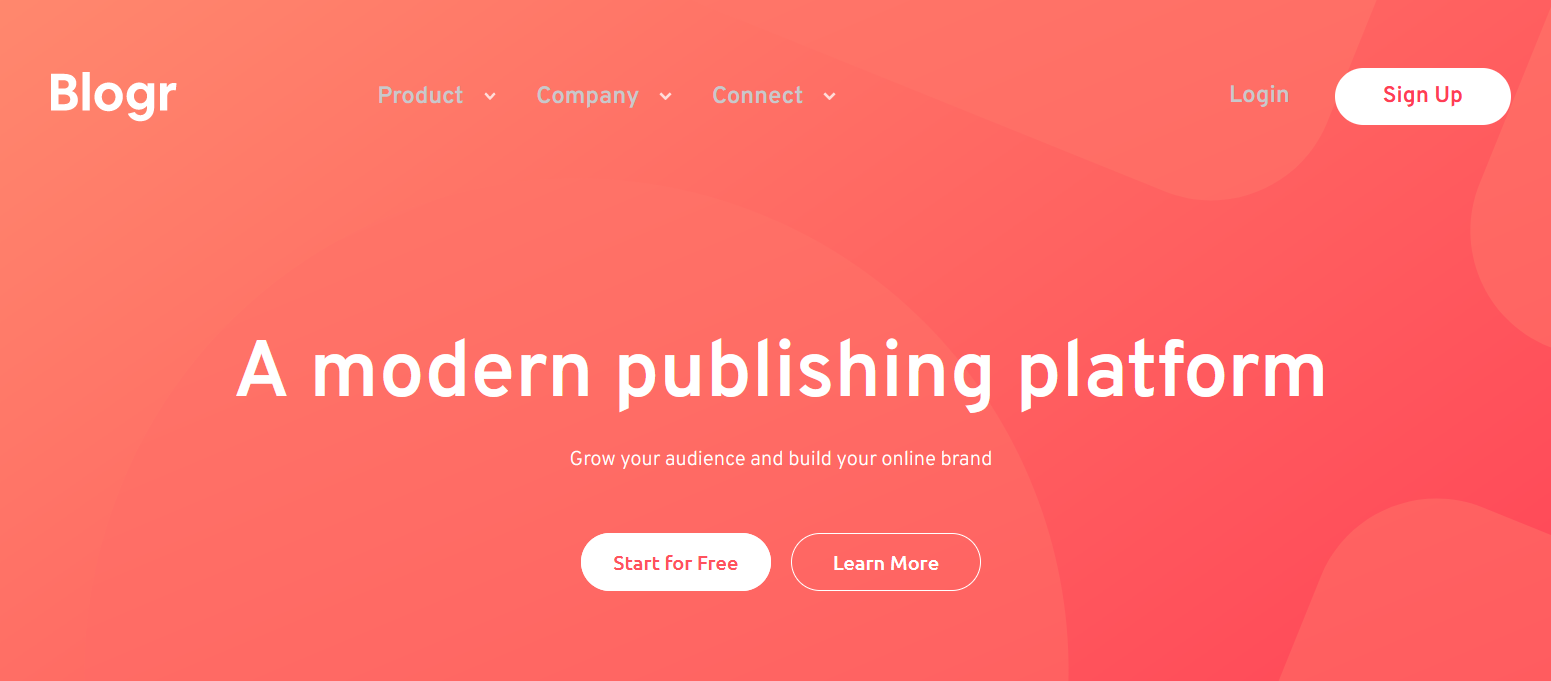 Blogr
Product
Company
Connect
Login
Sign Up
A modern publishing platform
Grow your audience and build your online brand
Start for Free
Learn More